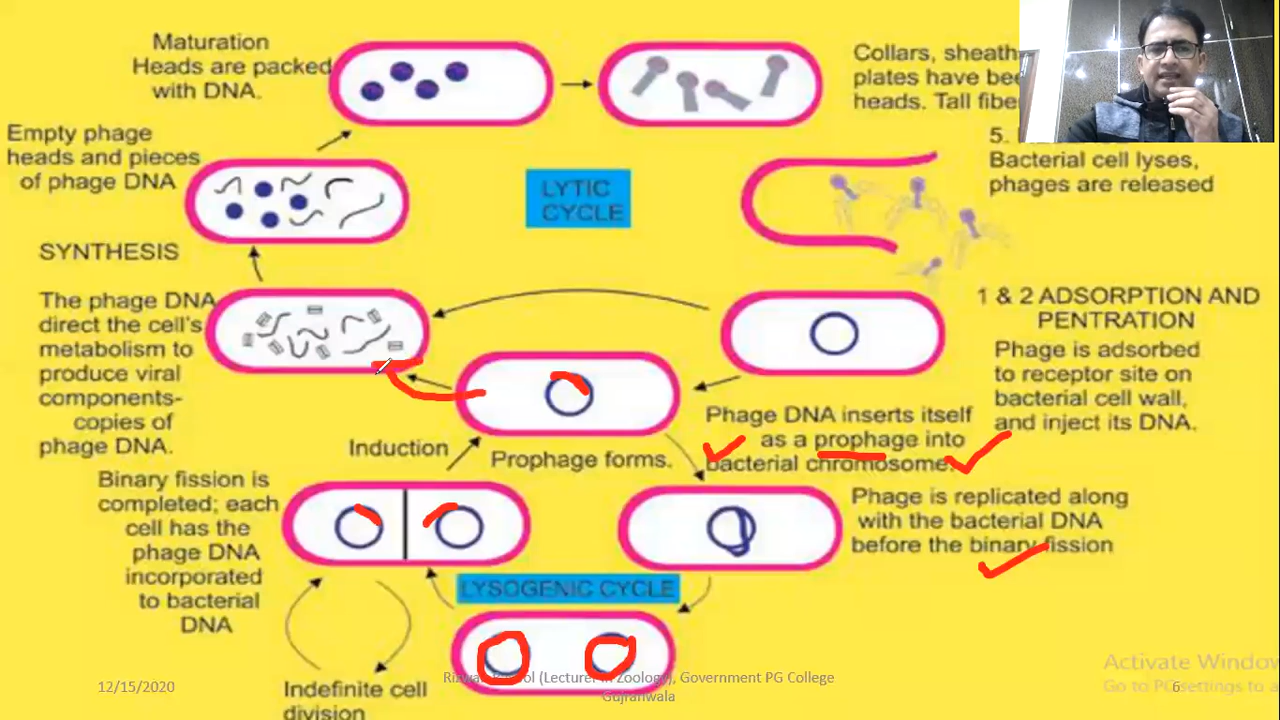 Maturation
Heads are packed
with DNA.
Collars, sheath
plates have bee
heads. Tall fiber
Empty phage
heads and pieces
of phage DNA
LYTIC
CYCLE
5.
Bacterial cell lyses,
phages are released
SYNTHESIS
The phage DNA
direct the cell's
metabolism to
produce viral
components-
copies of
phage DNA.
1 & 2 ADSORPTION AND
PENTRATION
Phage is adsorbed
to receptor site on
bacterial cell wall,
and inject its DNA.
Phage DNA inserts itself
as a prophage into
bacterial chromosome.
Induction
Prophage forms.
Binary fission is
completed; each
cell has the
phage DNA
incorporated
to bacterial
DNA
Phage is replicated along
with the bacterial DNA
before the binary fission
LYSOGENIC CYCLE
Indefinite cell
division
12/15/2020
(Lecturer in Zoology), Government PG College
Gujranwala
6
Activate Window
Go to PC settings to a